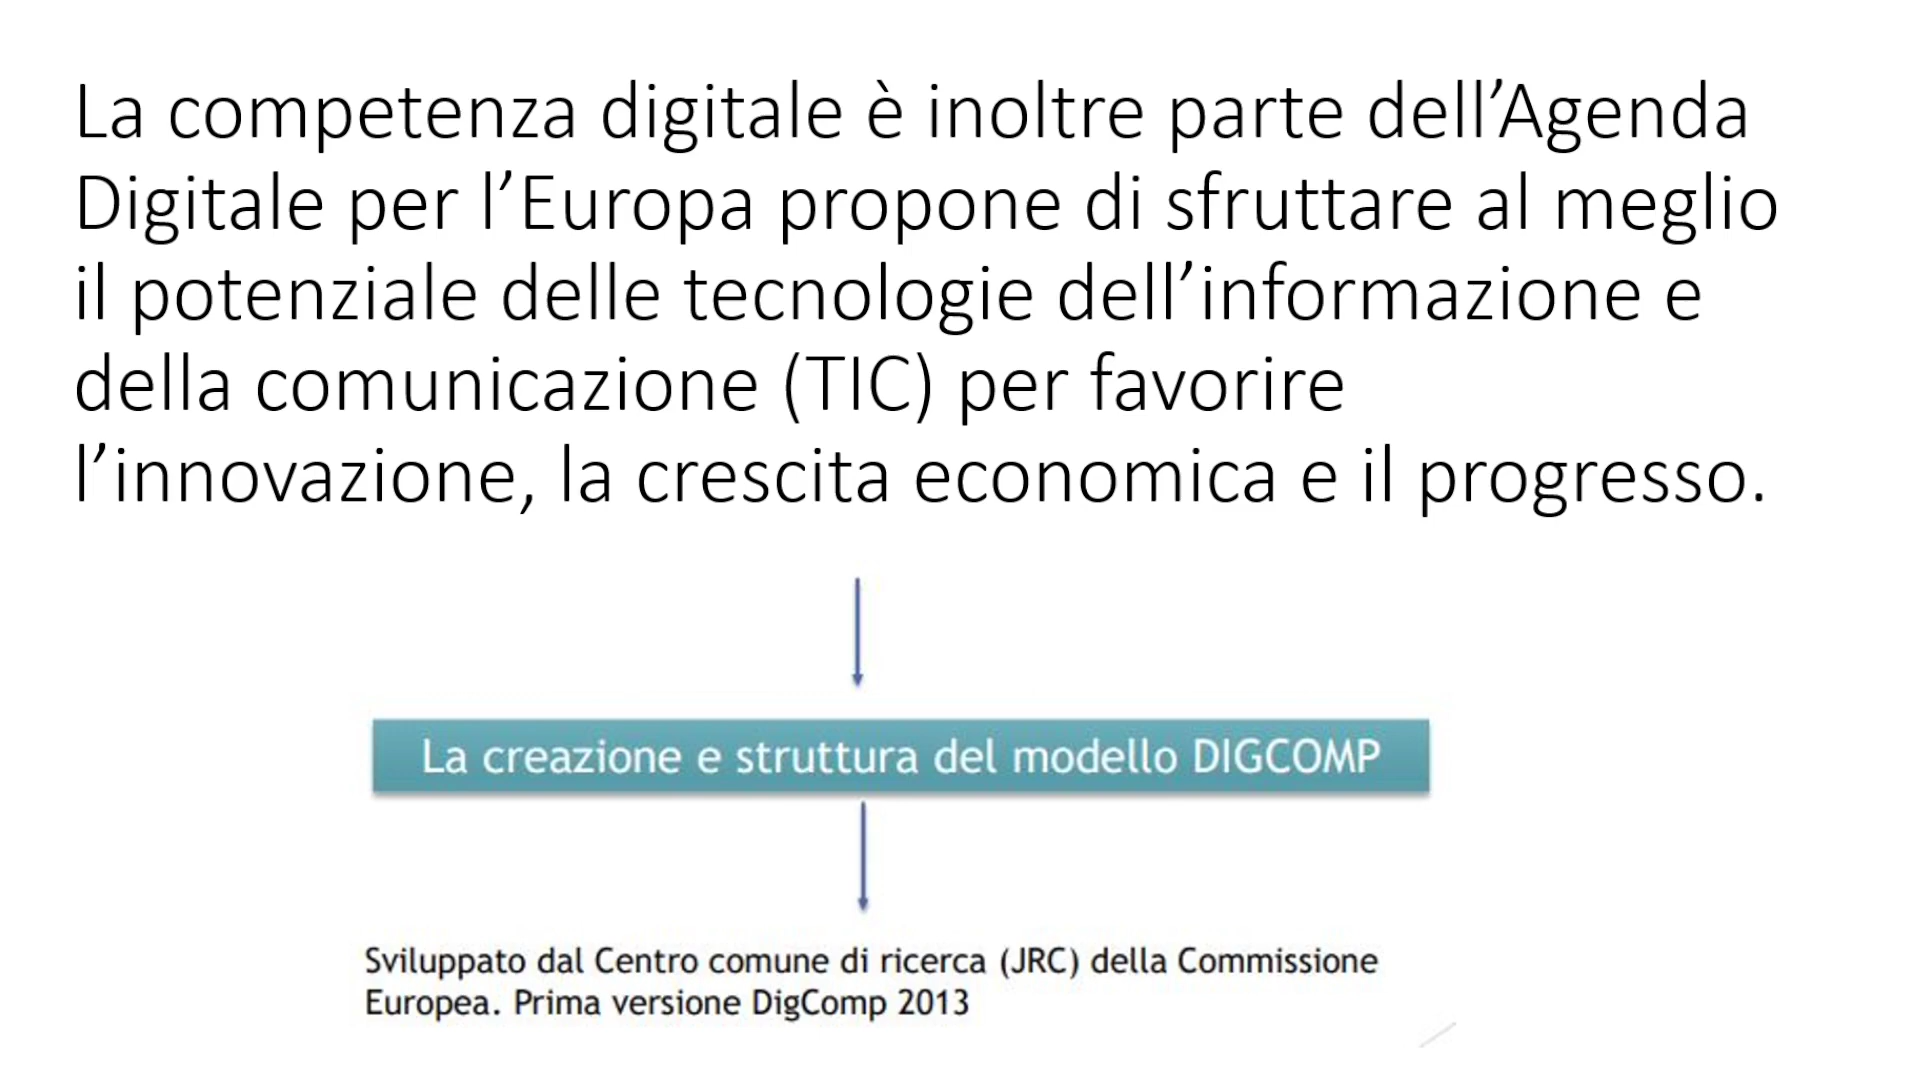 La competenza digitale è inoltre parte dell’Agenda
Digitale per l’Europa propone di sfruttare al meglio
il potenziale delle tecnologie dell’informazione e
della comunicazione (TIC) per favorire
l’innovazione, la crescita economica e il progresso.
La creazione e struttura del modello DIGCOMP
Sviluppato dal Centro comune di ricerca (JRC) della Commissione
Europea. Prima versione DigComp 2013